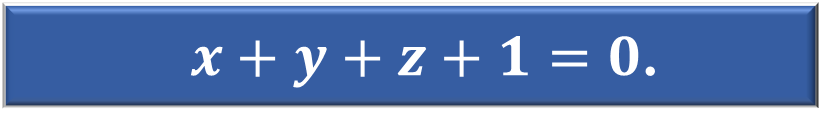 x + y + z + 1 = 0.